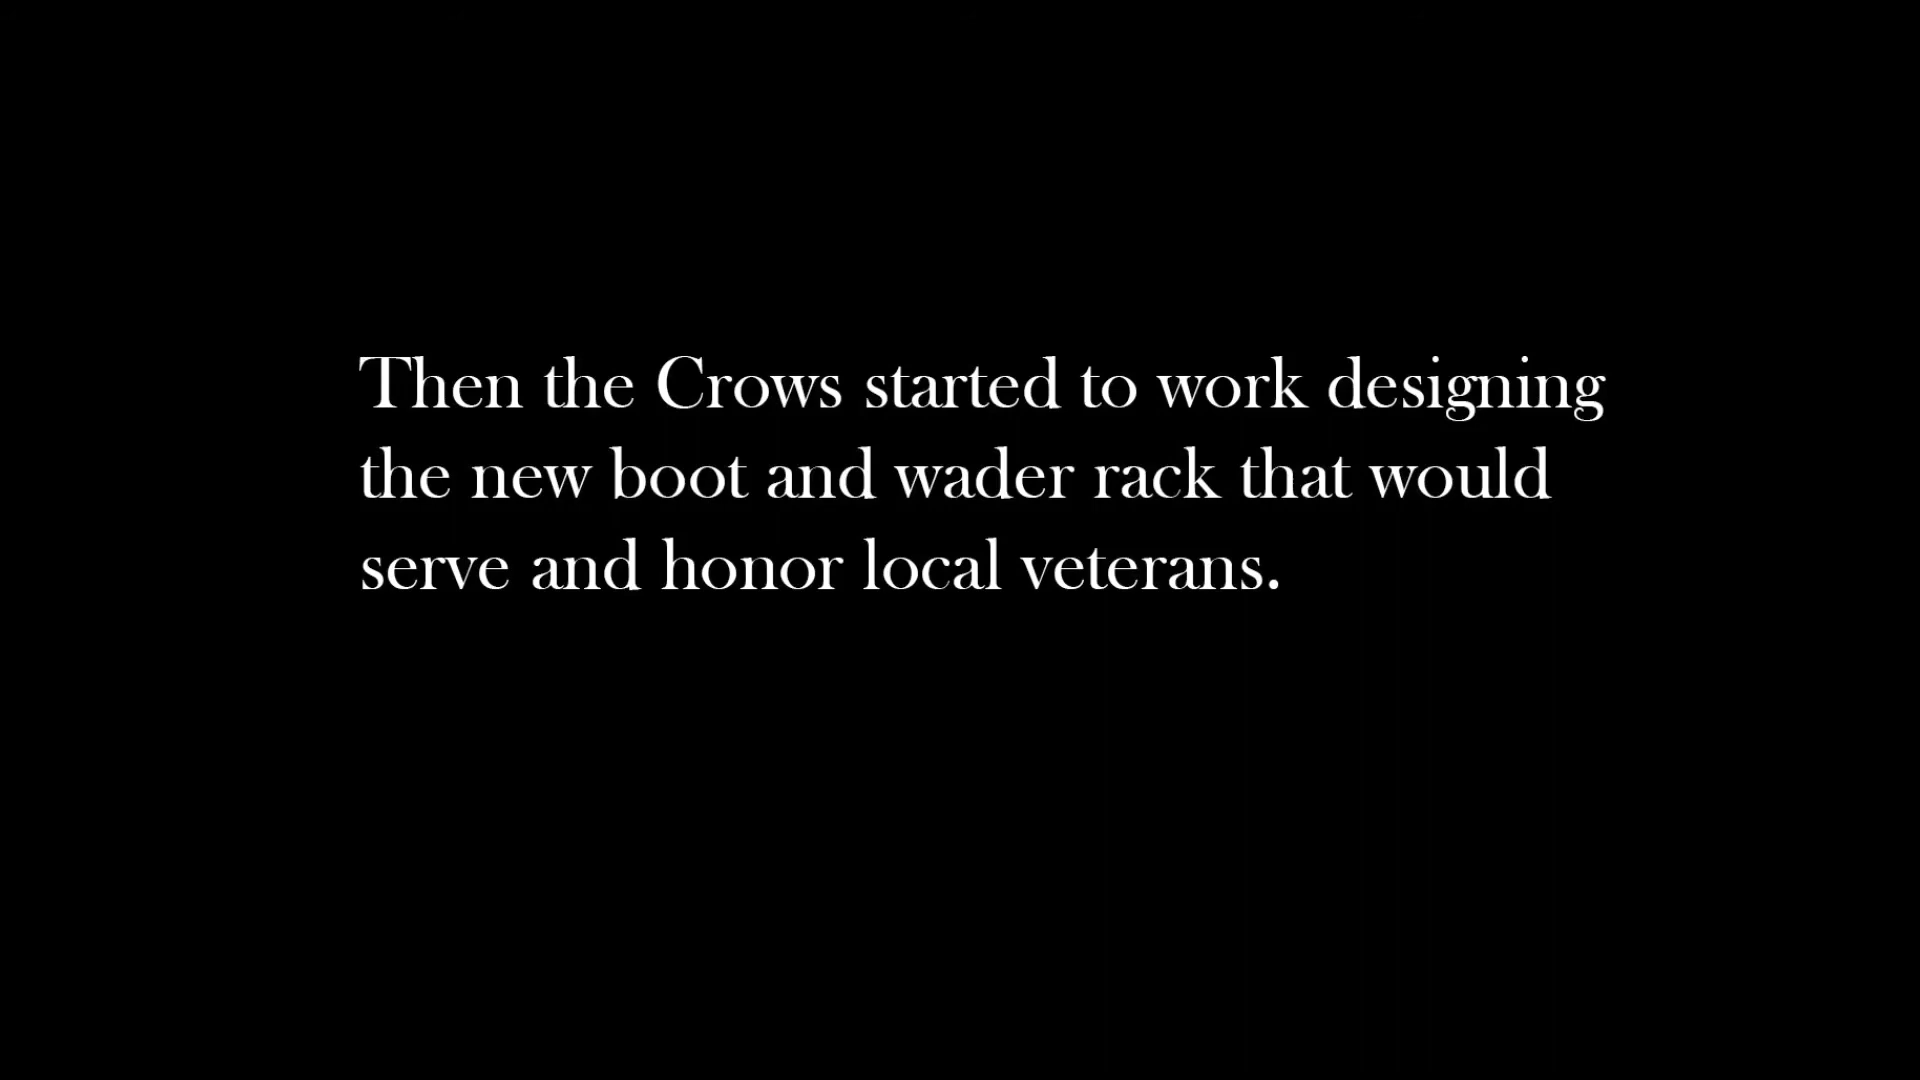 Then the Crows started to work designing
the new boot and wader rack that would
serve and honor local veterans.